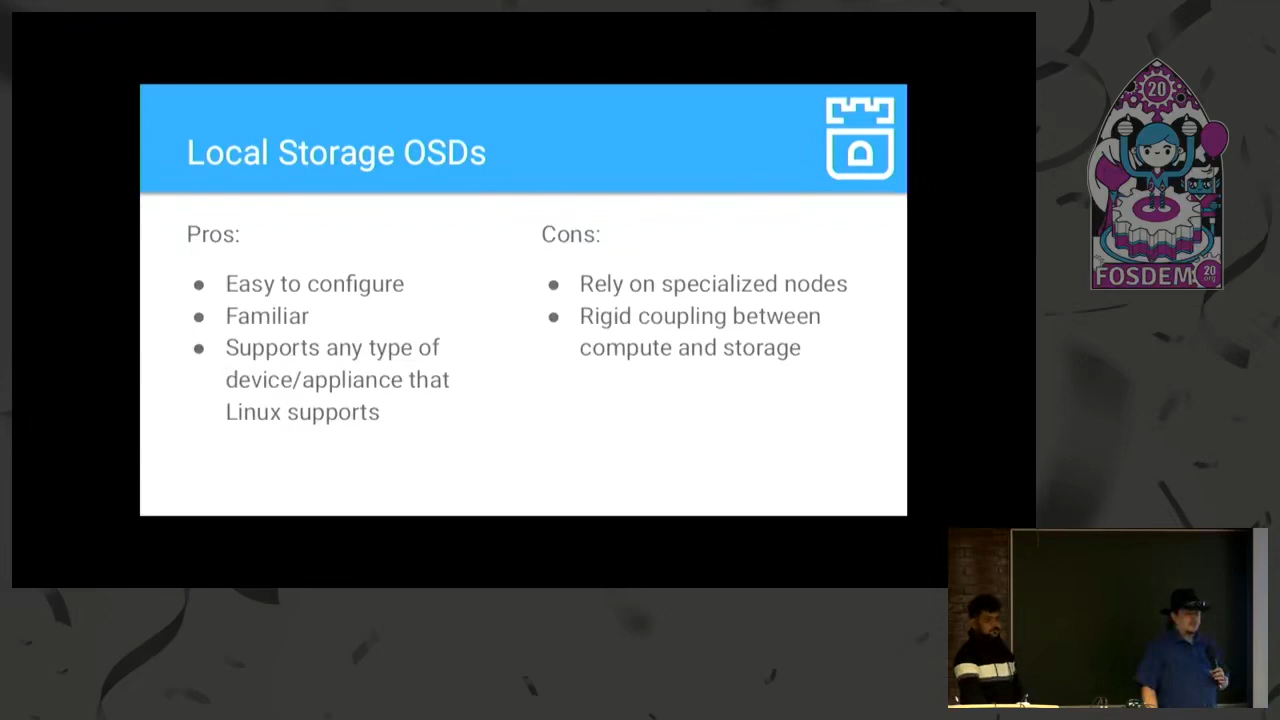 Local Storage OSDs
Pros:
● Easy to configure
● Familiar
● Supports any type of
device/appliance that
Linux supports
Cons:
● Rely on specialized nodes
● Rigid coupling between
compute and storage
20
FOSDEM
20
.org